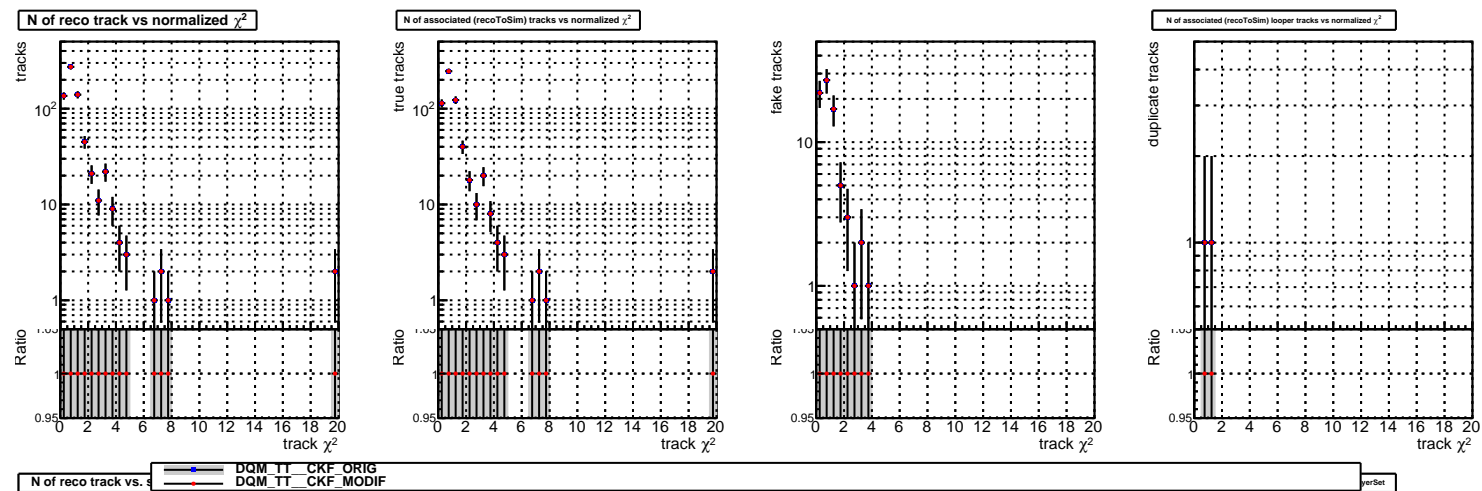 N of reco track vs normalized χ²
N of associated (recoToSim) tracks vs normalized χ²
N of associated (recoToSim) looper tracks vs normalized χ²
tracks
10²
10
1
Ratio
1
0.95
0 2 4 6 8 10 12 14 16 18 20
track χ²
true tracks
10²
10
1
Ratio
1
0.95
0 2 4 6 8 10 12 14 16 18 20
track χ²
fake tracks
10
1
Ratio
1
0.95
0 2 4 6 8 10 12 14 16 18 20
track χ²
duplicate tracks
1
Ratio
1
0.95
0 2 4 6 8 10 12 14 16 18 20
track χ²
DQM_TT__CKF_ORIG
DQM_TT__CKF_MODIF
N of reco track vs. s
yerSet